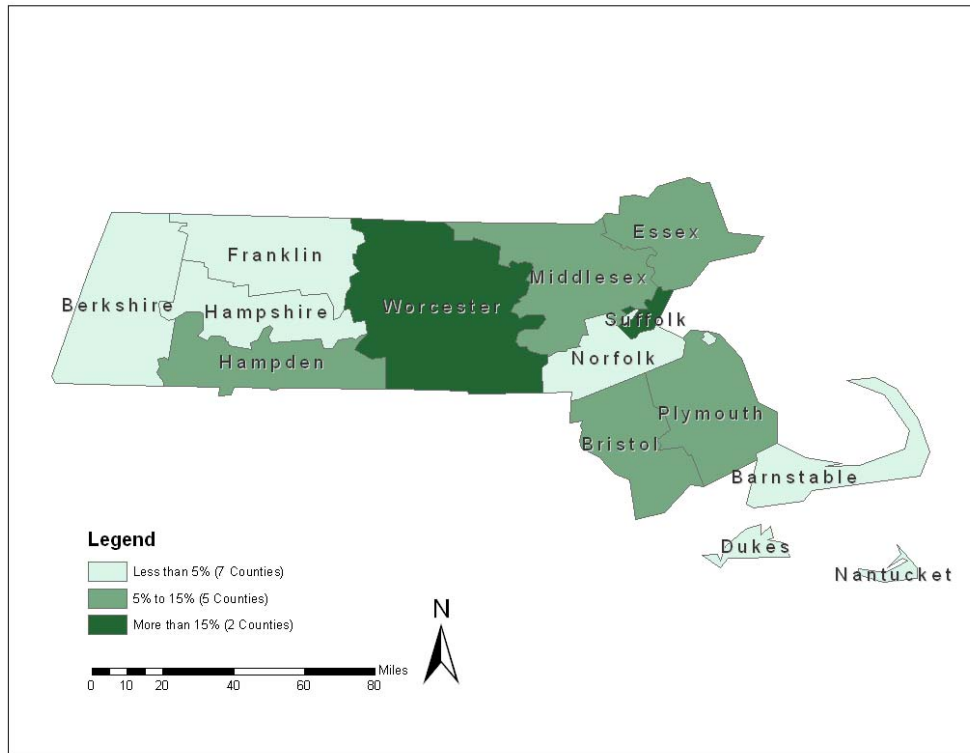 Essex
Franklin
Middlesex
Berkshire
Hampshire
Worcester
Suffolk
Hampden
Norfolk
Plymouth
Bristol
Barnstable
Dukes
Nantucket
Legend
Less than 5% (7 Counties)
5% to 15% (5 Counties)
More than 15% (2 Counties)
N
Miles
0 10 20 40 60 80